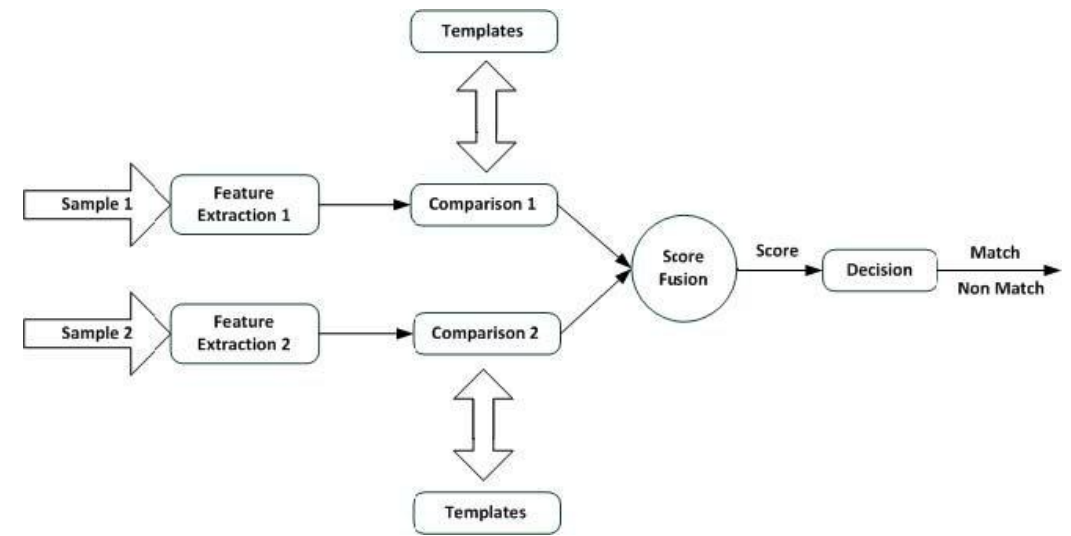 Templates
Sample 1
Feature
Extraction 1
Comparison 1
Score
Fusion
Score
Decision
Match
Non Match
Sample 2
Feature
Extraction 2
Comparison 2
Templates